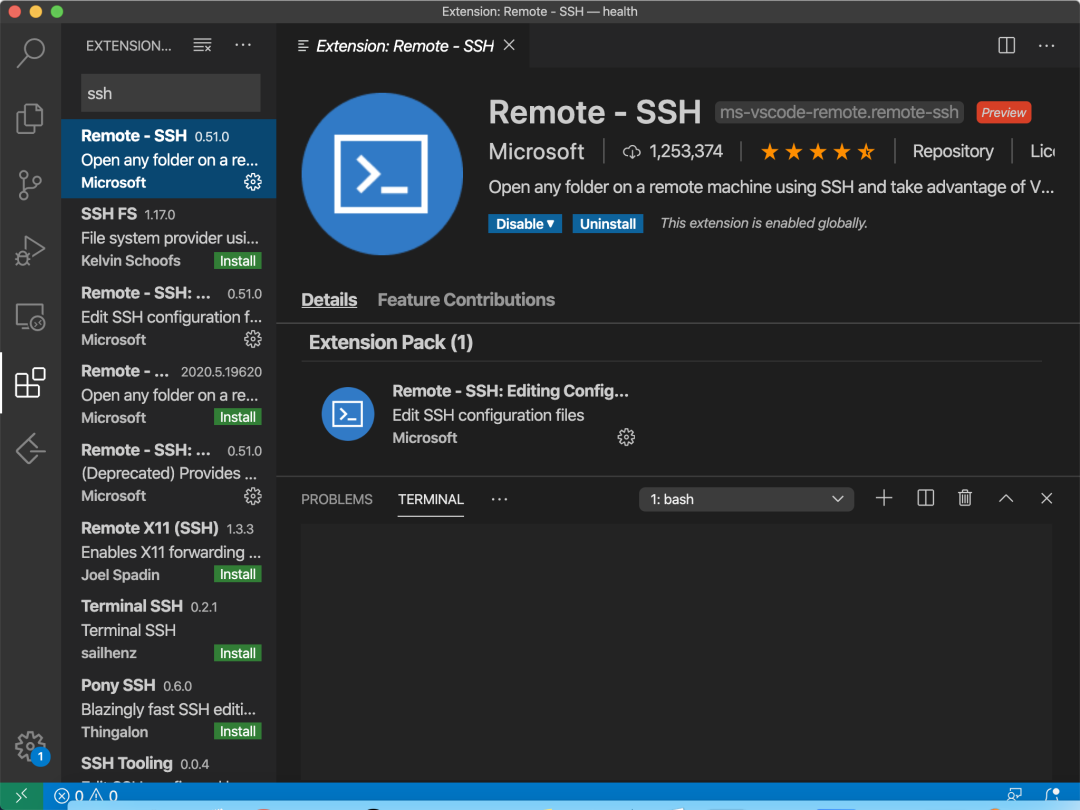 Extension: Remote - SSH — health
EXTENSION...
ssh
Remote - SSH 0.51.0
Open any folder on a re...
Microsoft
SSH FS 1.17.0
File system provider usi...
Kelvin Schoofs Install
Remote - SSH: ... 0.51.0
Edit SSH configuration f...
Microsoft
Remote - ... 2020.5.19620
Open any folder on a re...
Microsoft Install
Remote - SSH: ... 0.51.0
(Deprecated) Provides ...
Microsoft
Remote X11 (SSH) 1.3.3
Enables X11 forwarding ...
Joel Spadin Install
Terminal SSH 0.2.1
Terminal SSH
sailhenz Install
Pony SSH 0.6.0
Blazingly fast SSH editi...
Thingalon Install
SSH Tooling 0.0.4
Extension: Remote - SSH
Remote - SSH ms-vscode-remote.remote-ssh Preview
Microsoft 1,253,374 Repository
Open any folder on a remote machine using SSH and take advantage of V...
Disable Uninstall This extension is enabled globally.
Details Feature Contributions
Extension Pack (1)
Remote - SSH: Editing Config...
Edit SSH configuration files
Microsoft
PROBLEMS TERMINAL ... 1: bash
1
0 0